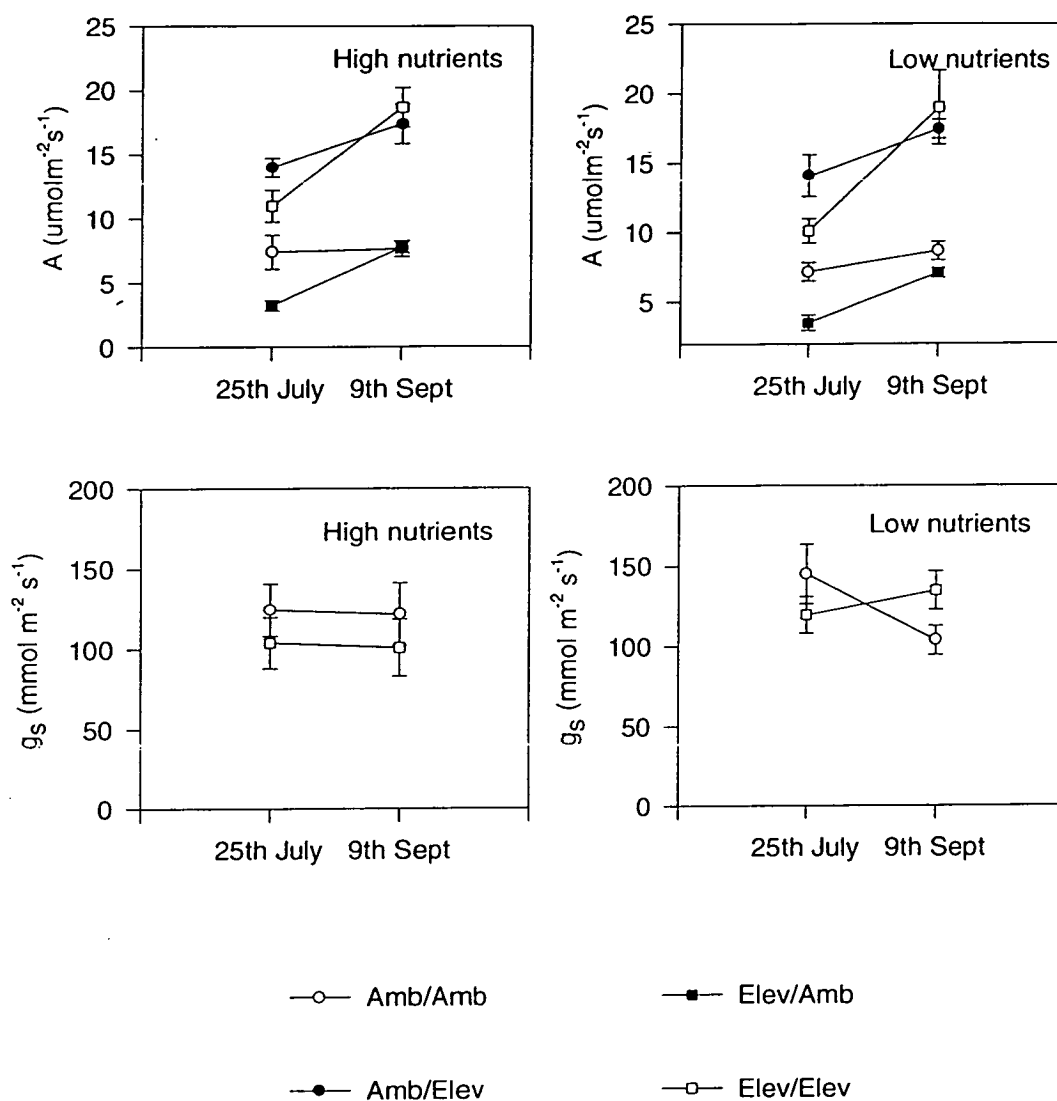 25
20
15
10
5
0
A (umolm⁻²s⁻¹)
High nutrients
25th July 9th Sept
25
20
15
10
5
A (umolm⁻²s⁻¹)
Low nutrients
25th July 9th Sept
200
150
100
50
0
gₛ (mmol m⁻² s⁻¹)
High nutrients
25th July 9th Sept
200
150
100
50
0
gₛ (mmol m⁻² s⁻¹)
Low nutrients
25th July 9th Sept
Amb/Amb
Elev/Amb
Amb/Elev
Elev/Elev